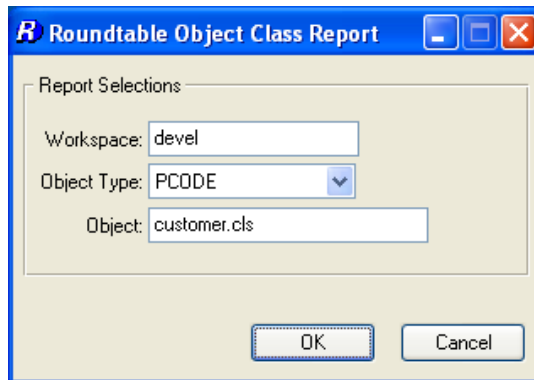 Roundtable Object Class Report
Report Selections
Workspace: devel
Object Type: PCODE
Object: customer.cls
OK Cancel